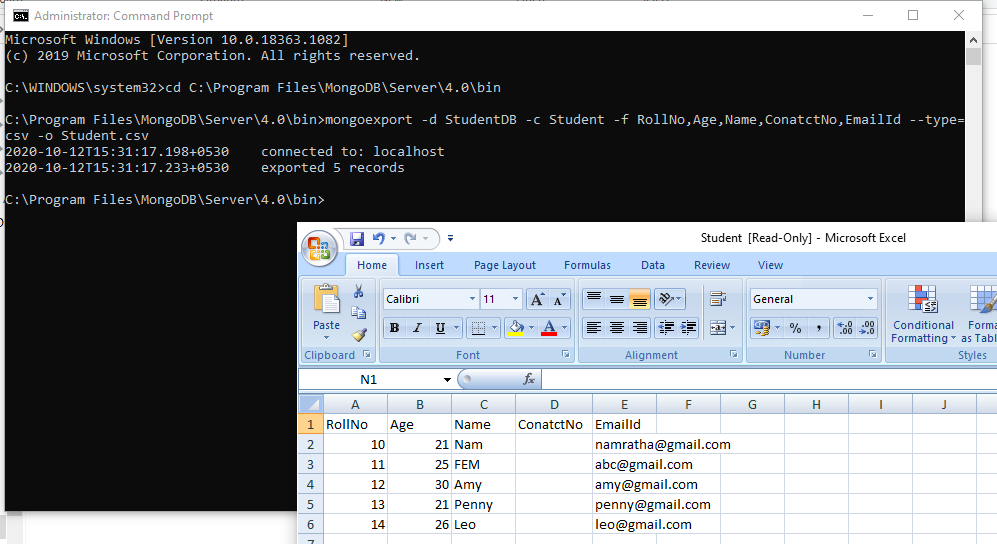 Administrator: Command Prompt
Microsoft Windows [Version 10.0.18363.1082]
(c) 2019 Microsoft Corporation. All rights reserved.
C:\WINDOWS\system32>cd C:\Program Files\MongoDB\Server\4.0\bin
C:\Program Files\MongoDB\Server\4.0\bin>mongoexport -d StudentDB -c Student -f RollNo,Age,Name,ConatctNo,EmailId --type=
csv -o Student.csv
2020-10-12T15:31:17.198+0530    connected to: localhost
2020-10-12T15:31:17.233+0530    exported 5 records
C:\Program Files\MongoDB\Server\4.0\bin>
Student [Read-Only] - Microsoft Excel
Home Insert Page Layout Formulas Data Review View
Paste
Clipboard
Calibri 11
B I U
Font
Alignment
General
% ,
Number
Conditional
Formatting
Forma
as Tabl
Styles
N1 fx
A B C D E F G H I J
1 RollNo Age Name ConatctNo EmailId
2 10 21 Nam namratha@gmail.com
3 11 25 FEM abc@gmail.com
4 12 30 Amy amy@gmail.com
5 13 21 Penny penny@gmail.com
6 14 26 Leo leo@gmail.com